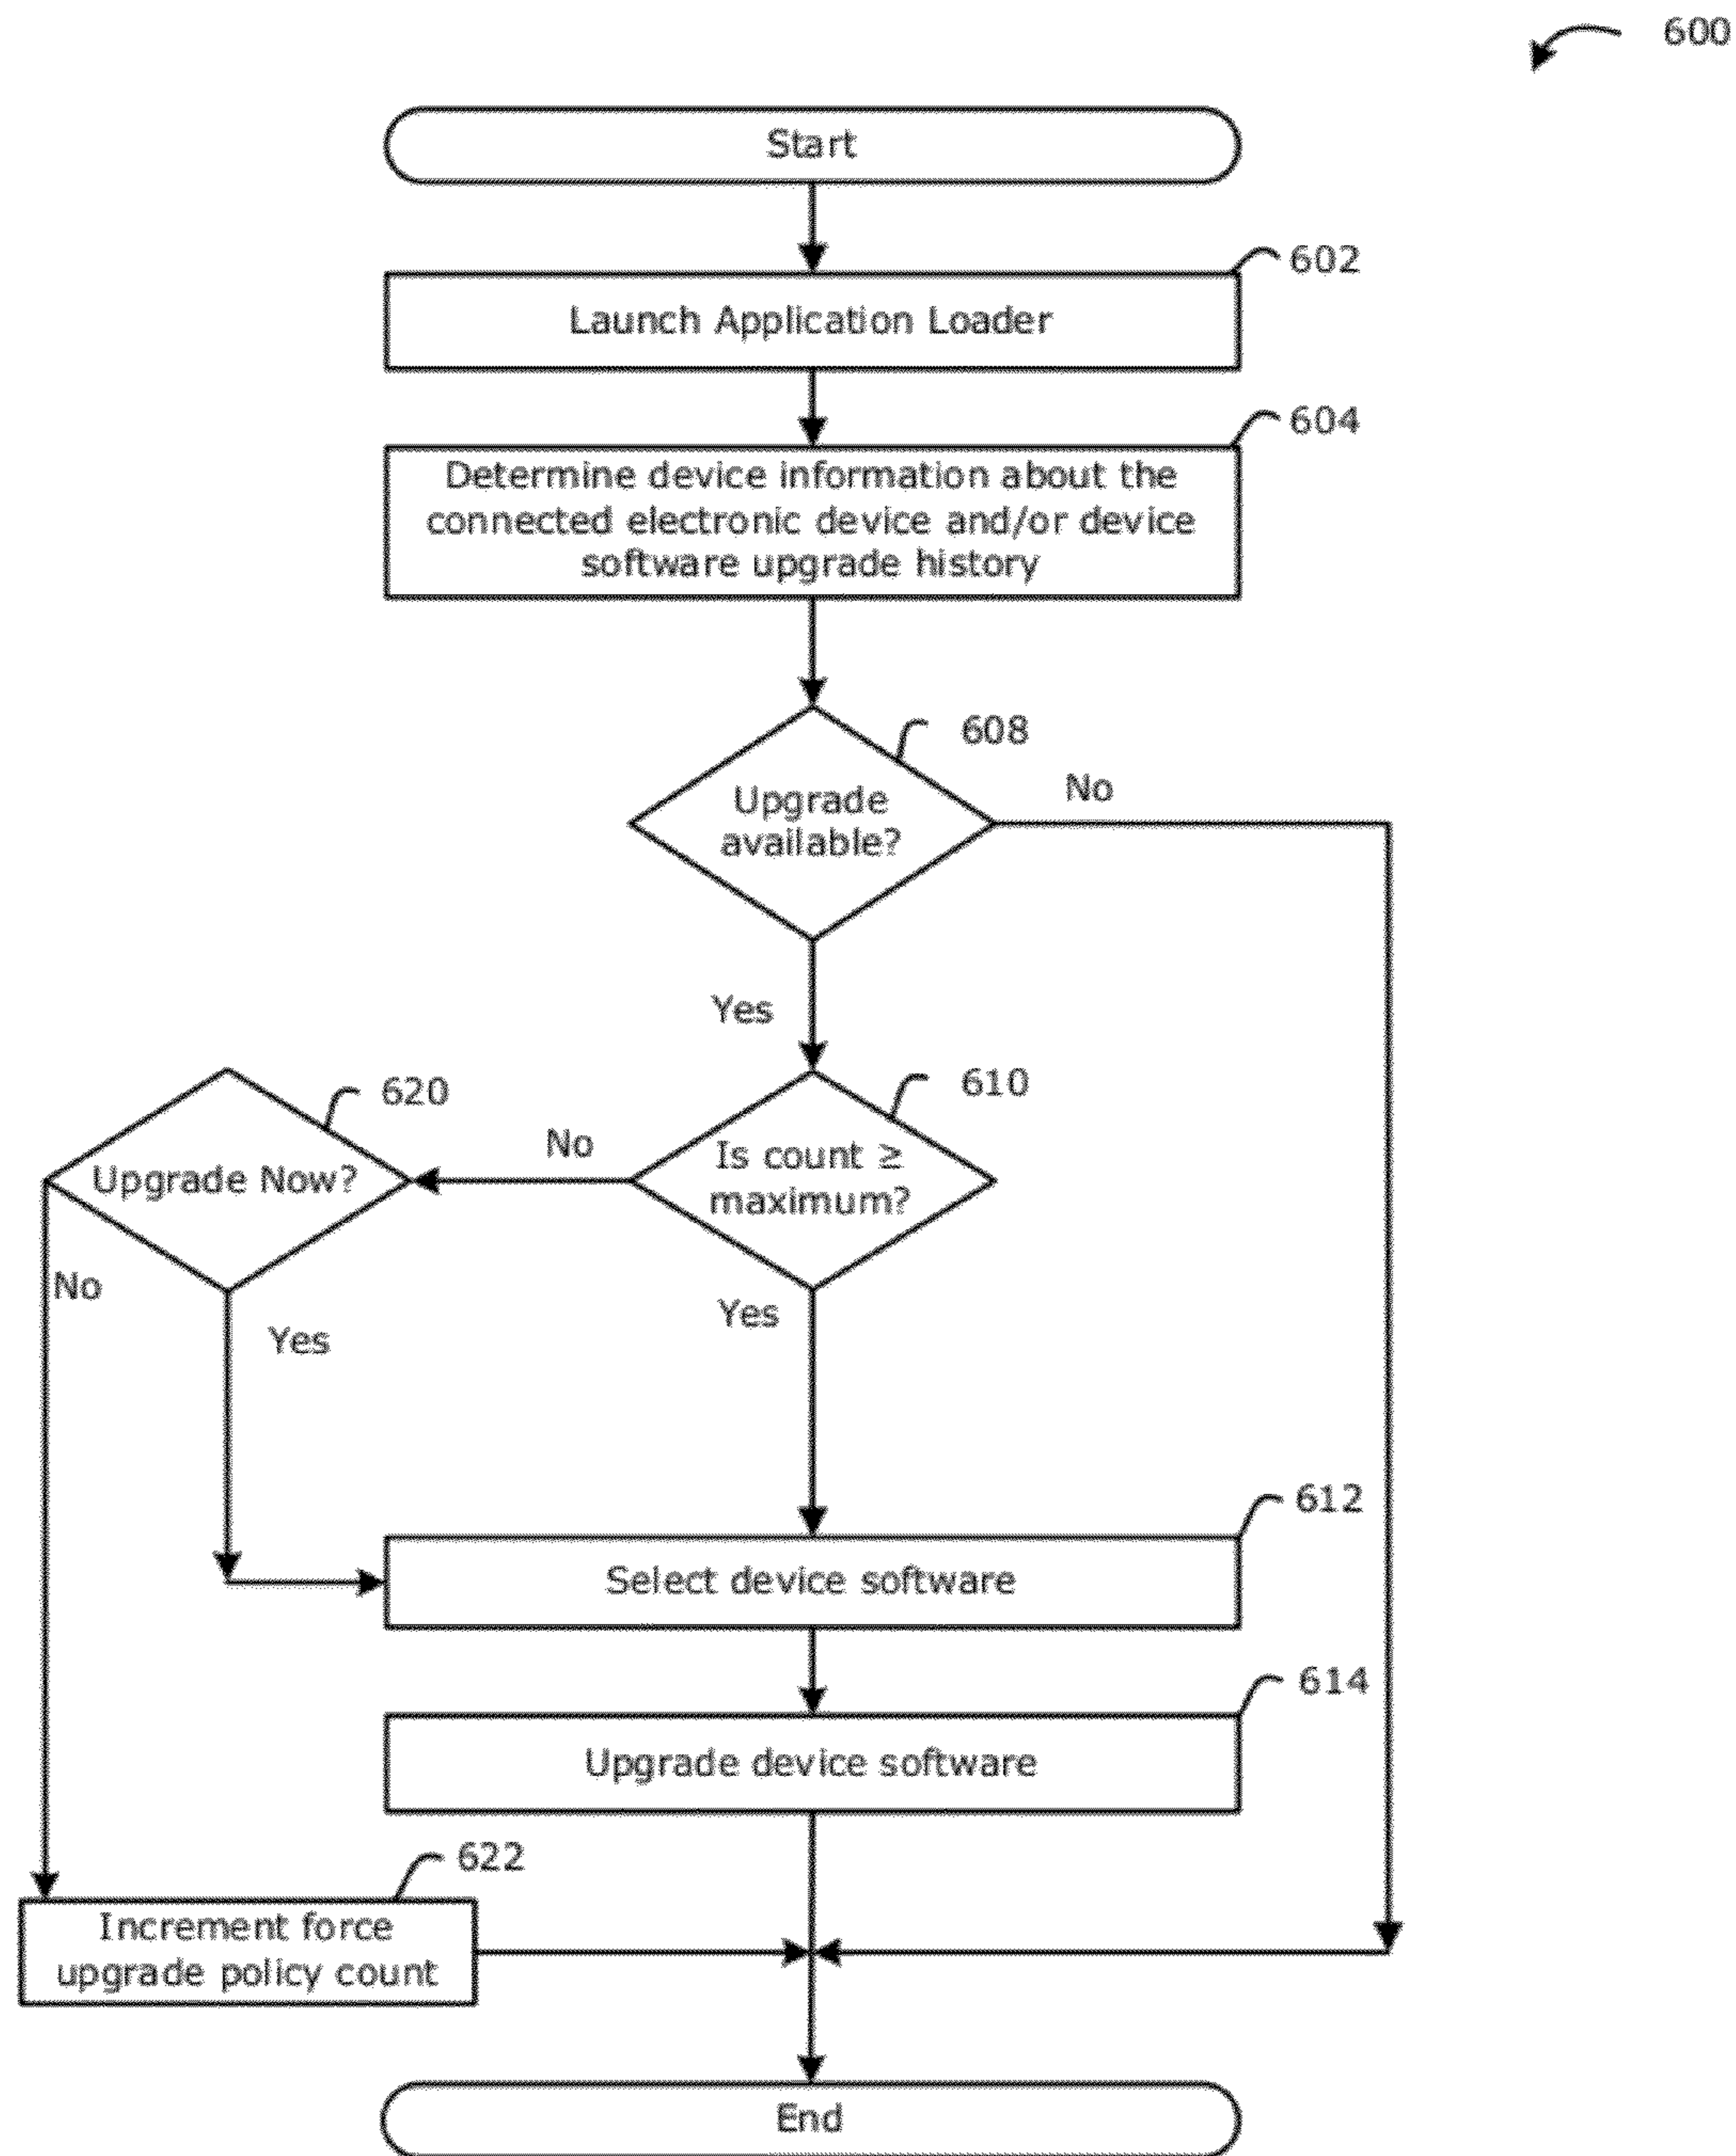 600
Start
602
Launch Application Loader
604
Determine device information about the
connected electronic device and/or device
software upgrade history
608
Upgrade
available?
No
Yes
620
610
Upgrade Now?
No
Is count ≥
maximum?
No
Yes
Yes
612
Select device software
614
Upgrade device software
622
Increment force
upgrade policy count
End